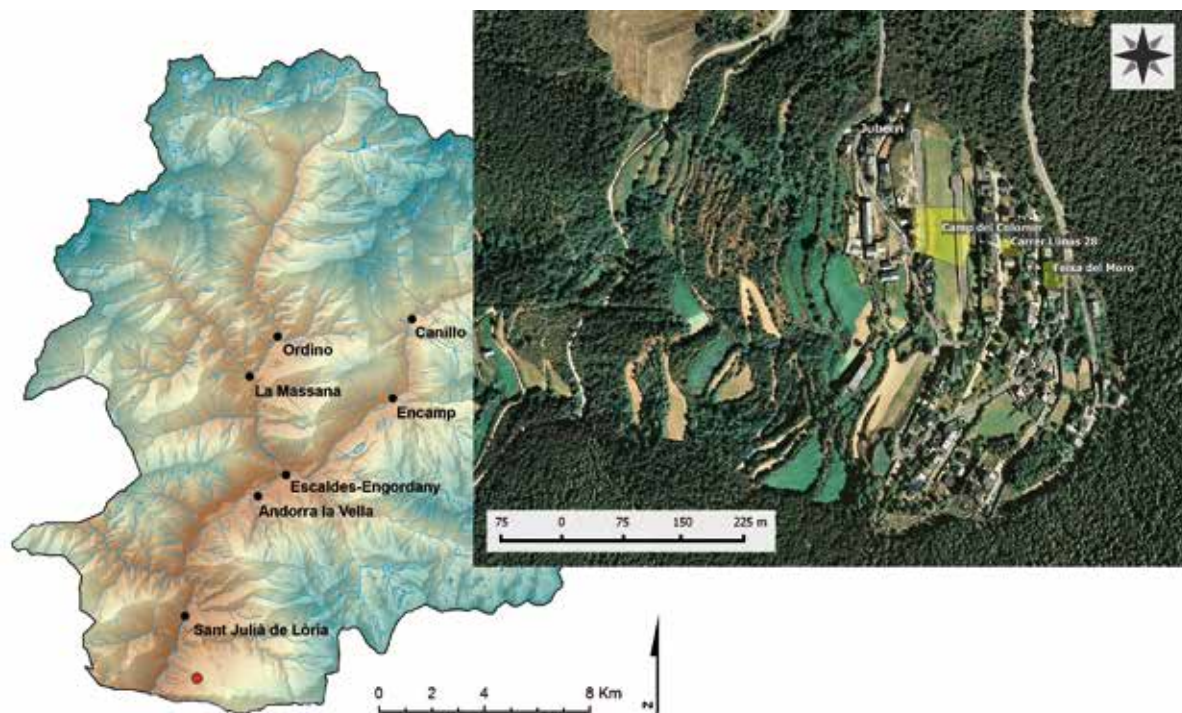 Juberri
Camp del Colomer
Carrer Llinàs 28
Feixa del Moro
Canillo
Ordino
La Massana
Encamp
Escaldes-Engordany
Andorra la Vella
75 0 75 150 225 m
Sant Julià de Lòria
0 2 4 8 Km
N